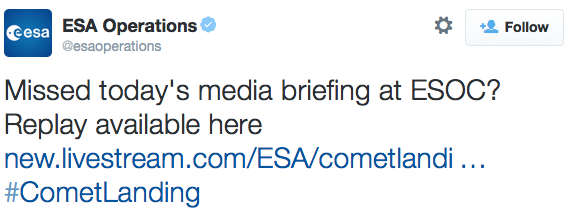 esa
ESA Operations
@esaoperations
Follow
Missed today's media briefing at ESOC?
Replay available here
new.livestream.com/ESA/cometlandi …
#CometLanding